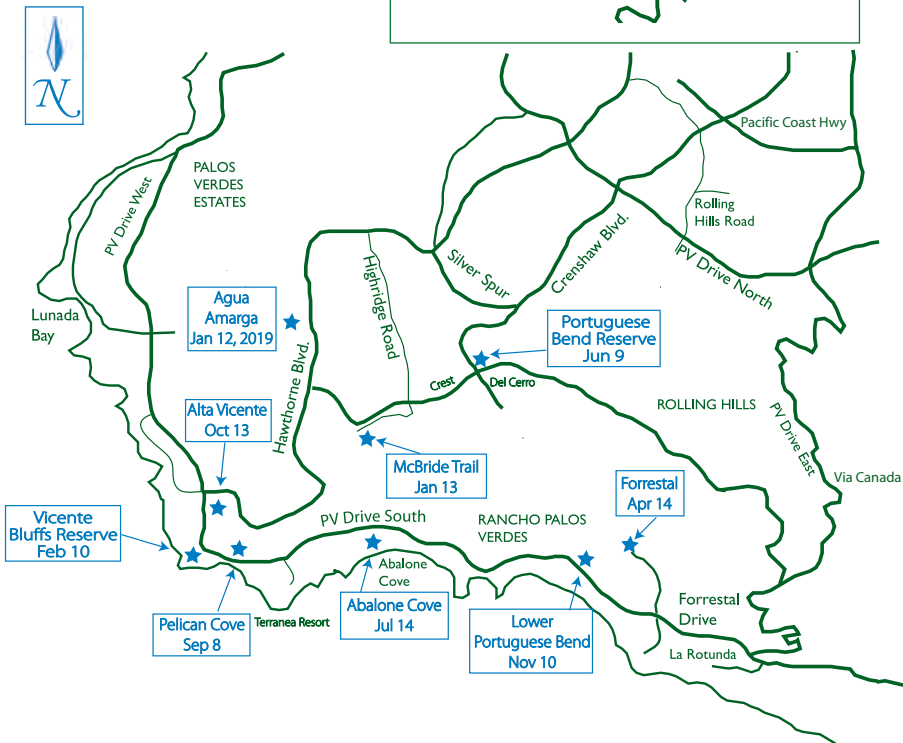 N
Pacific Coast Hwy
PALOS
VERDES
ESTATES
PV Drive West
Rolling
Hills Road
Silver Spur
Crenshaw Blvd.
PV Drive North
Highridge Road
Lunada
Bay
Agua
Amarga
Jan 12, 2019
Portuguese
Bend Reserve
Jun 9
Hawthorne Blvd.
Crest
Del Cerro
ROLLING HILLS
PV Drive East
Alta Vicente
Oct 13
McBride Trail
Jan 13
Forrestal
Apr 14
Via Canada
Vicente
Bluffs Reserve
Feb 10
PV Drive South
RANCHO PALOS
VERDES
Abalone
Cove
Pelican Cove
Sep 8
Terranea Resort
Abalone Cove
Jul 14
Lower
Portuguese Bend
Nov 10
Forrestal
Drive
La Rotunda